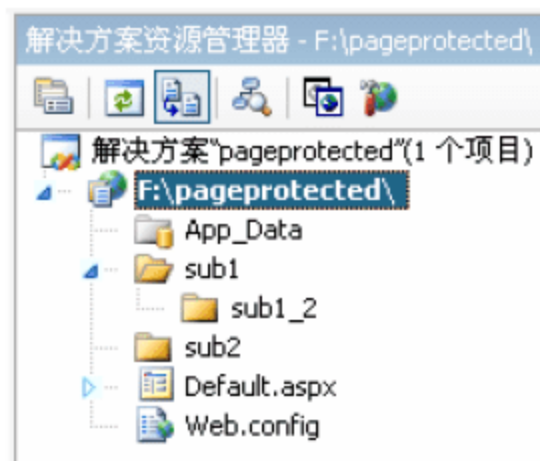 解决方案资源管理器 - F:\pageprotected\
解决方案"pageprotected"(1 个项目)
F:\pageprotected\
App_Data
sub1
sub1_2
sub2
Default.aspx
Web.config